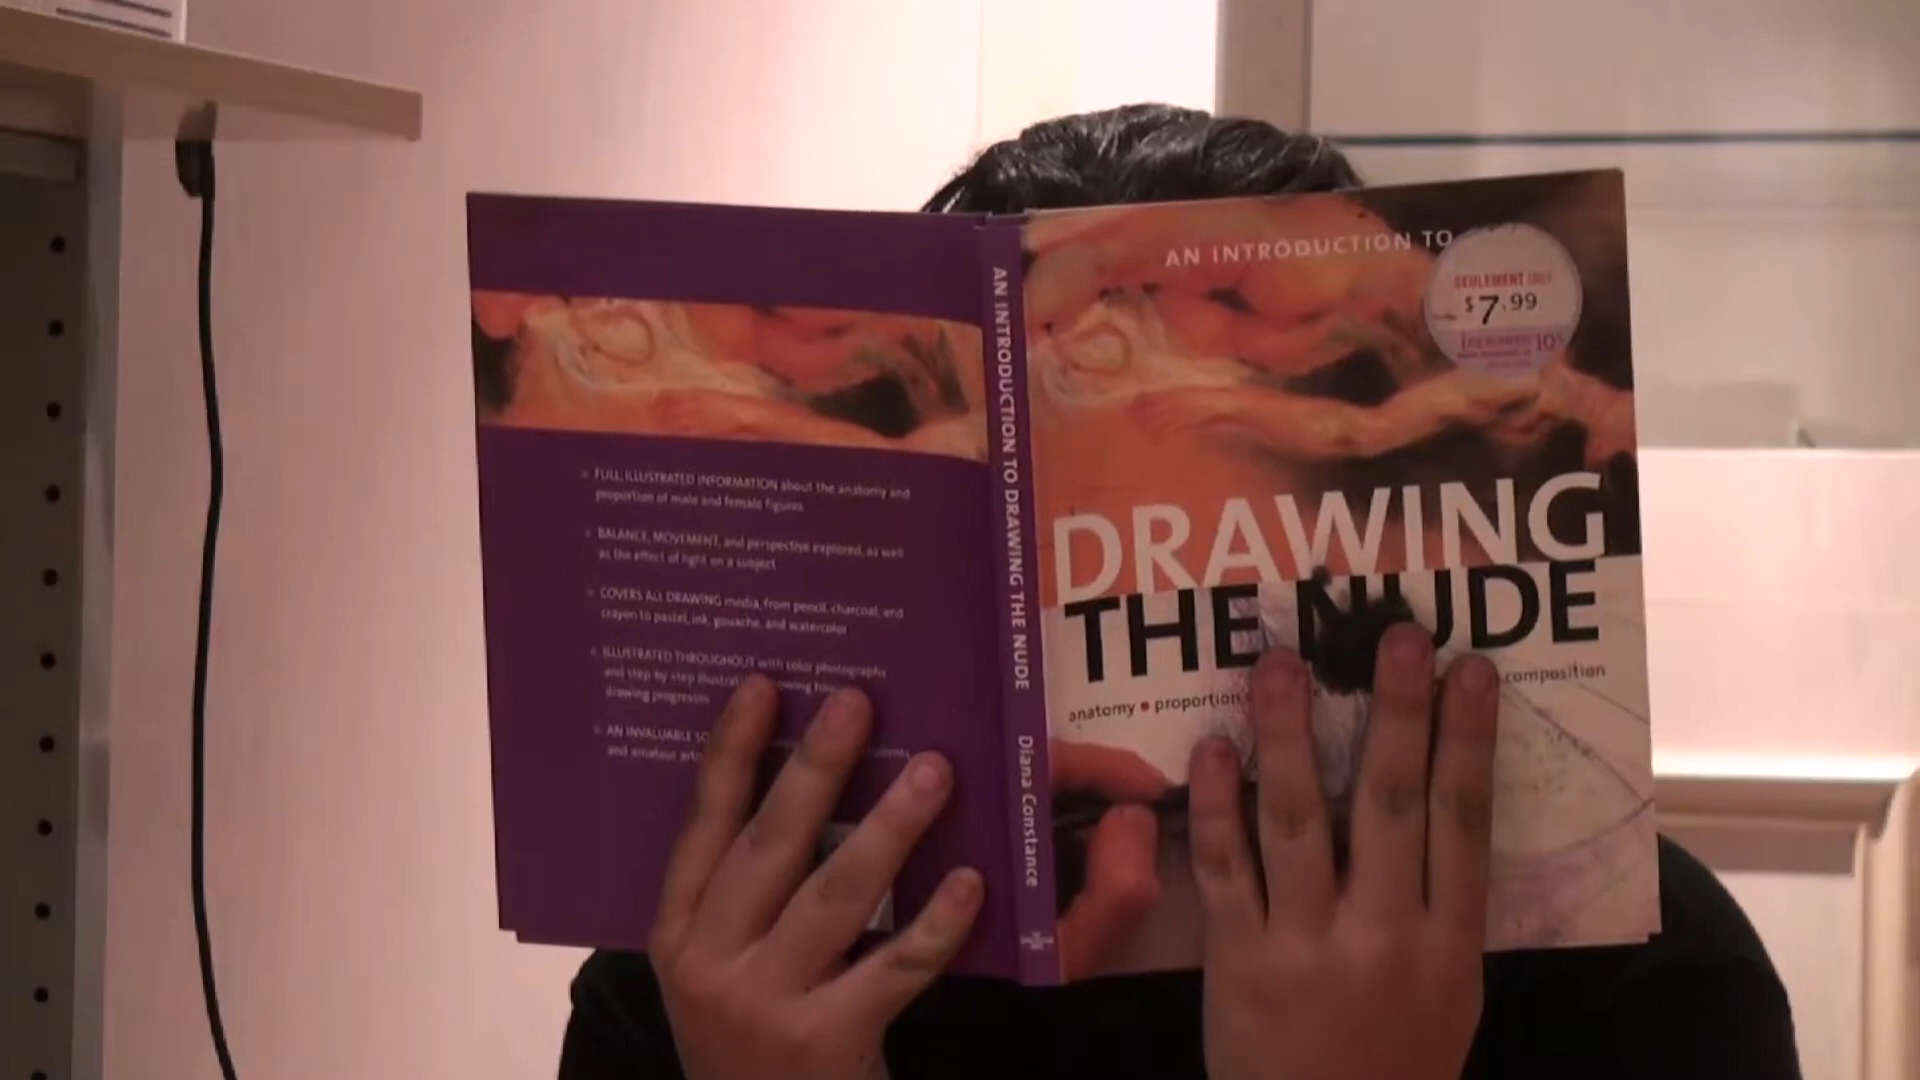 FULL ILLUSTRATED INFORMATION about the anatomy and
proportion of male and female figures
BALANCE, MOVEMENT, and perspective explored, as well
as the effect of light on a subject
COVERS ALL DRAWING media, from pencil, charcoal, and
crayon to pastel, ink, gouache, and watercolor
ILLUSTRATED THROUGHOUT with color photographs
and step by step
drawing
AN INVALUABLE
and amateur
AN INTRODUCTION TO DRAWING THE NUDE
Diana Constance
AN INTRODUCTION TO
SEULEMENT
$7.99
10%
DRAWING
THE NUDE
anatomy • proportion composition